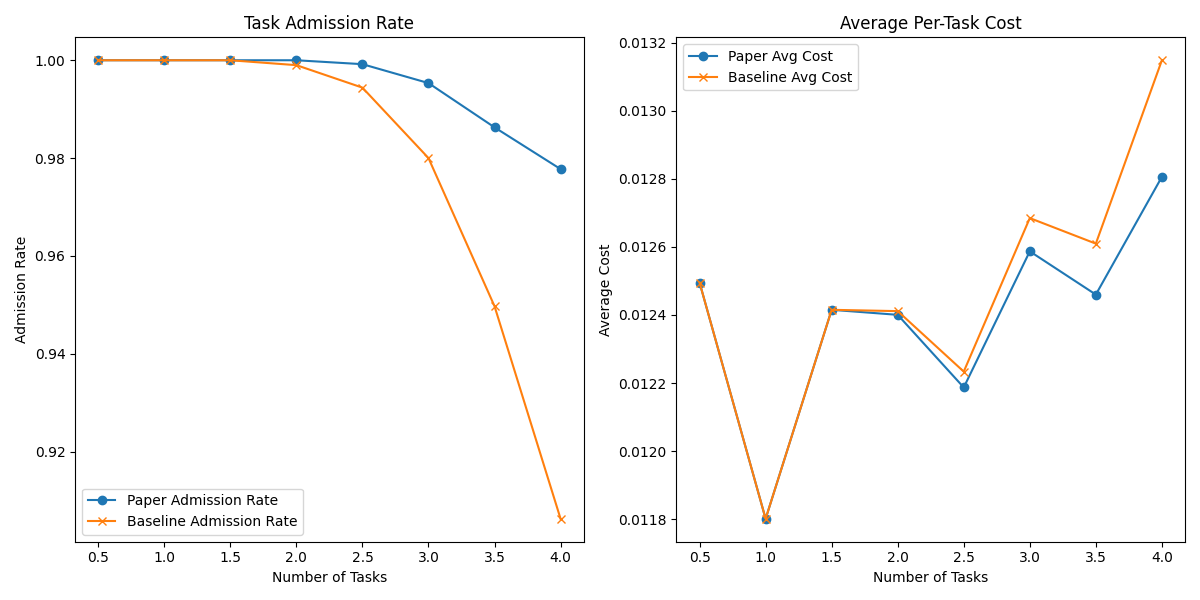 Task Admission Rate
Admission Rate
1.00
0.98
0.96
0.94
0.92
Paper Admission Rate
Baseline Admission Rate
0.5 1.0 1.5 2.0 2.5 3.0 3.5 4.0
Number of Tasks
Average Per-Task Cost
Average Cost
0.0132
0.0130
0.0128
0.0126
0.0124
0.0122
0.0120
0.0118
Paper Avg Cost
Baseline Avg Cost
0.5 1.0 1.5 2.0 2.5 3.0 3.5 4.0
Number of Tasks